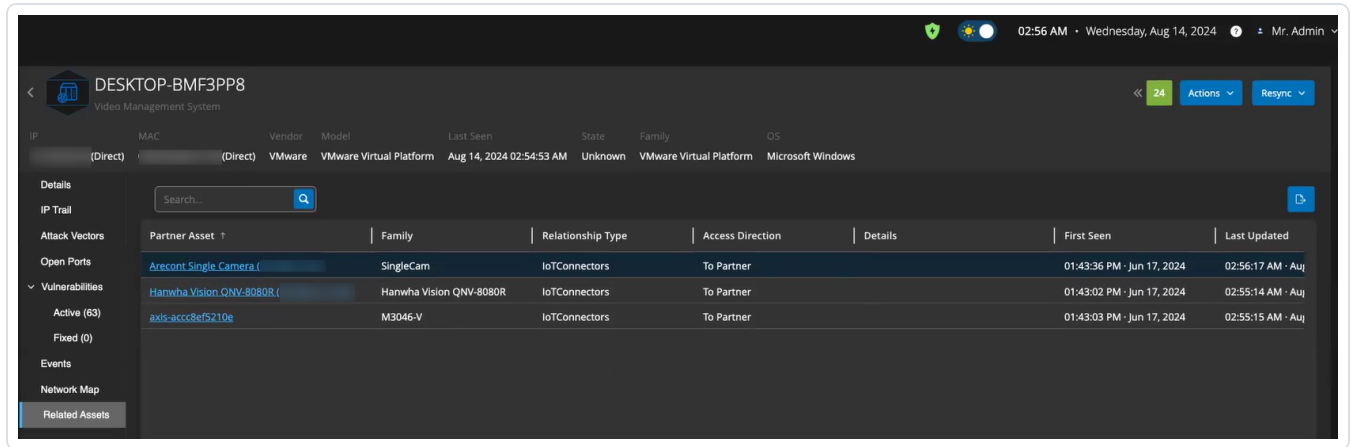 02:56 AM · Wednesday, Aug 14, 2024 ? Mr. Admin
DESKTOP-BMF3PP8
Video Management System
24 Actions Resync
IP MAC Vendor Model Last Seen State Family OS
(Direct) (Direct) VMware VMware Virtual Platform Aug 14, 2024 02:54:53 AM Unknown VMware Virtual Platform Microsoft Windows
Details
IP Trail
Attack Vectors
Open Ports
Vulnerabilities
Active (63)
Fixed (0)
Events
Network Map
Related Assets
Search...
Partner Asset ↑ Family Relationship Type Access Direction Details First Seen Last Updated
Arecont Single Camera ( SingleCam IoTConnectors To Partner 01:43:36 PM · Jun 17, 2024 02:56:17 AM · Aug
Hanwha Vision QNV-8080R ( Hanwha Vision QNV-8080R IoTConnectors To Partner 01:43:02 PM · Jun 17, 2024 02:55:14 AM · Aug
axis-accc8ef5210e M3046-V IoTConnectors To Partner 01:43:03 PM · Jun 17, 2024 02:55:15 AM · Aug